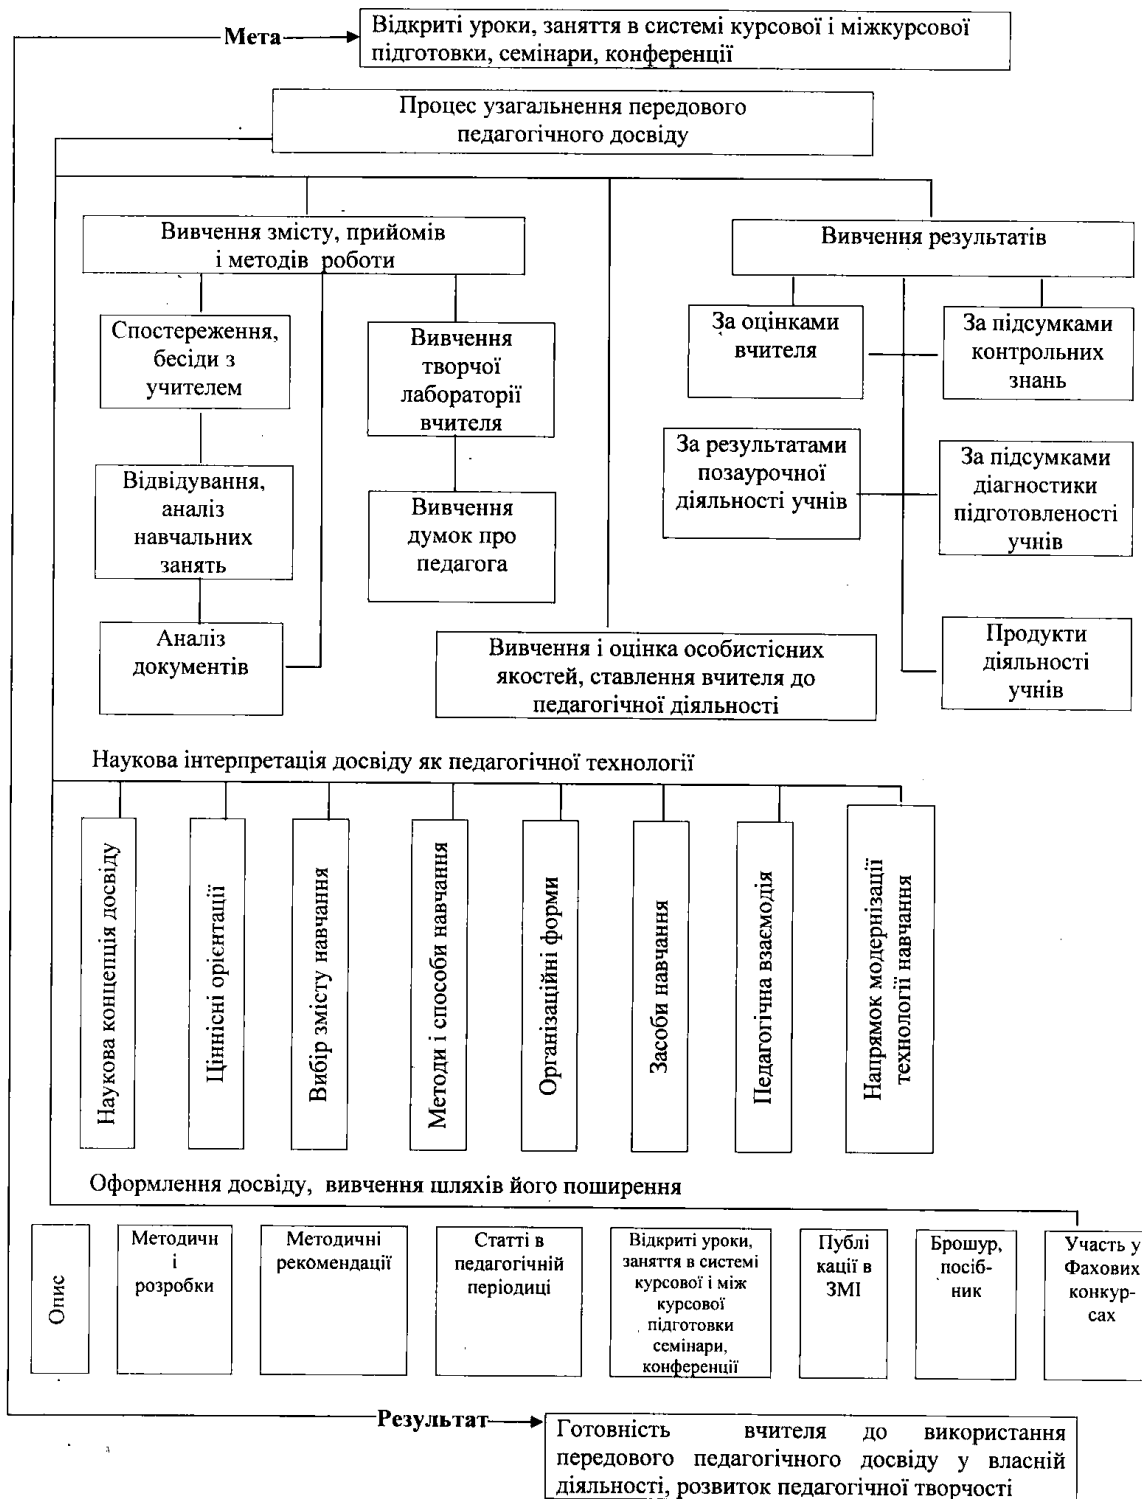 Мета
Відкриті уроки, заняття в системі курсової і міжкурсової
підготовки, семінари, конференції
Процес узагальнення передового
педагогічного досвіду
Вивчення змісту, прийомів
і методів роботи
Вивчення результатів
Спостереження,
бесіди з
учителем
Вивчення
творчої
лабораторії
вчителя
За оцінками
вчителя
За підсумками
контрольних
знань
Відвідування,
аналіз
навчальних
занять
Вивчення
думок про
педагога
За результатами
позаурочної
діяльності учнів
За підсумками
діагностики
підготовленості
учнів
Аналіз
документів
Вивчення і оцінка особистісних
якостей, ставлення вчителя до
педагогічної діяльності
Продукти
діяльності
учнів
Наукова інтерпретація досвіду як педагогічної технології
Наукова концепція досвіду
Ціннісні орієнтації
Вибір змісту навчання
Методи і способи навчання
Організаційні форми
Засоби навчання
Педагогічна взаємодія
Напрямок модернізації
технології навчання
Оформлення досвіду, вивчення шляхів його поширення
Опис
Методичн
і
розробки
Методичні
рекомендації
Статті в
педагогічній
періодиці
Відкриті уроки,
заняття в системі
курсової і між
курсової
підготовки
семінари,
конференції
Публі
кації в
ЗМІ
Брошур,
посіб-
ник
Участь у
Фахових
конкур-
сах
Результат
Готовність вчителя до використання
передового педагогічного досвіду у власній
діяльності, розвиток педагогічної творчості